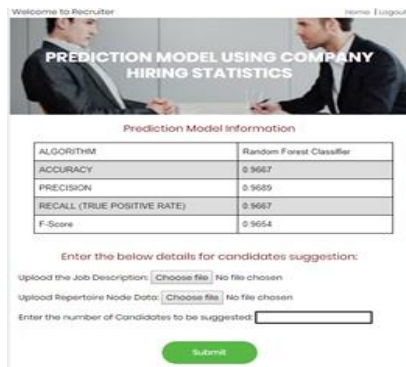 Welcome to Recruiter
Home | Logout
PREDICTION MODEL USING COMPANY
HIRING STATISTICS
Prediction Model Information
ALGORITHM Random Forest Classifier
ACCURACY 0.9667
PRECISION 0.9689
RECALL (TRUE POSITIVE RATE) 0.9667
F-Score 0.9654
Enter the below details for candidates suggestion:
Upload the Job Description: Choose file No file chosen
Upload Repertoire Node Data: Choose file No file chosen
Enter the number of Candidates to be suggested:
Submit